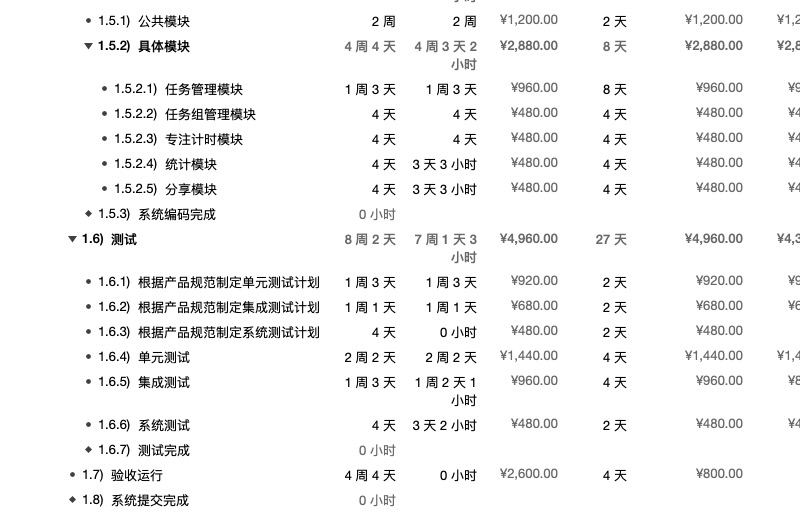 1.5.1) 公共模块 2 周 2 周 ¥1,200.00 2 天 ¥1,200.00 ¥1,2
1.5.2) 具体模块 4 周 4 天 4 周 3 天 2 ¥2,880.00 8 天 ¥2,880.00 ¥2,8
小时
1.5.2.1) 任务管理模块 1 周 3 天 1 周 3 天 ¥960.00 8 天 ¥960.00 ¥9
1.5.2.2) 任务组管理模块 4 天 4 天 ¥480.00 ¥480.00 ¥4
1.5.2.3) 专注计时模块 4 天 4 天 ¥480.00 ¥480.00 ¥4
1.5.2.4) 统计模块 4 天 3 天 3 小时 ¥480.00 ¥480.00 ¥4
1.5.2.5) 分享模块 4 天 3 天 3 小时 ¥480.00 ¥480.00 ¥4
1.5.3) 系统编码完成 0 小时
1.6) 测试 8 周 2 天 7 周 1 天 3 ¥4,960.00 27 天 ¥4,960.00 ¥4,3
小时
1.6.1) 根据产品规范制定单元测试计划 1 周 3 天 1 周 3 天 ¥920.00 2 天 ¥920.00 ¥9
1.6.2) 根据产品规范制定集成测试计划 1 周 1 天 1 周 1 天 ¥680.00 2 天 ¥680.00 ¥6
1.6.3) 根据产品规范制定系统测试计划 4 天 0 小时 ¥480.00 2 天 ¥480.00
1.6.4) 单元测试 2 周 2 天 2 周 2 天 ¥1,440.00 4 天 ¥1,440.00 ¥1,4
1.6.5) 集成测试 1 周 3 天 1 周 2 天 1 ¥960.00 4 天 ¥960.00 ¥8
小时
1.6.6) 系统测试 4 天 3 天 2 小时 ¥480.00 2 天 ¥480.00 ¥4
1.6.7) 测试完成 0 小时
1.7) 验收运行 4 周 4 天 0 小时 ¥2,600.00 4 天 ¥800.00
1.8) 系统提交完成 0 小时